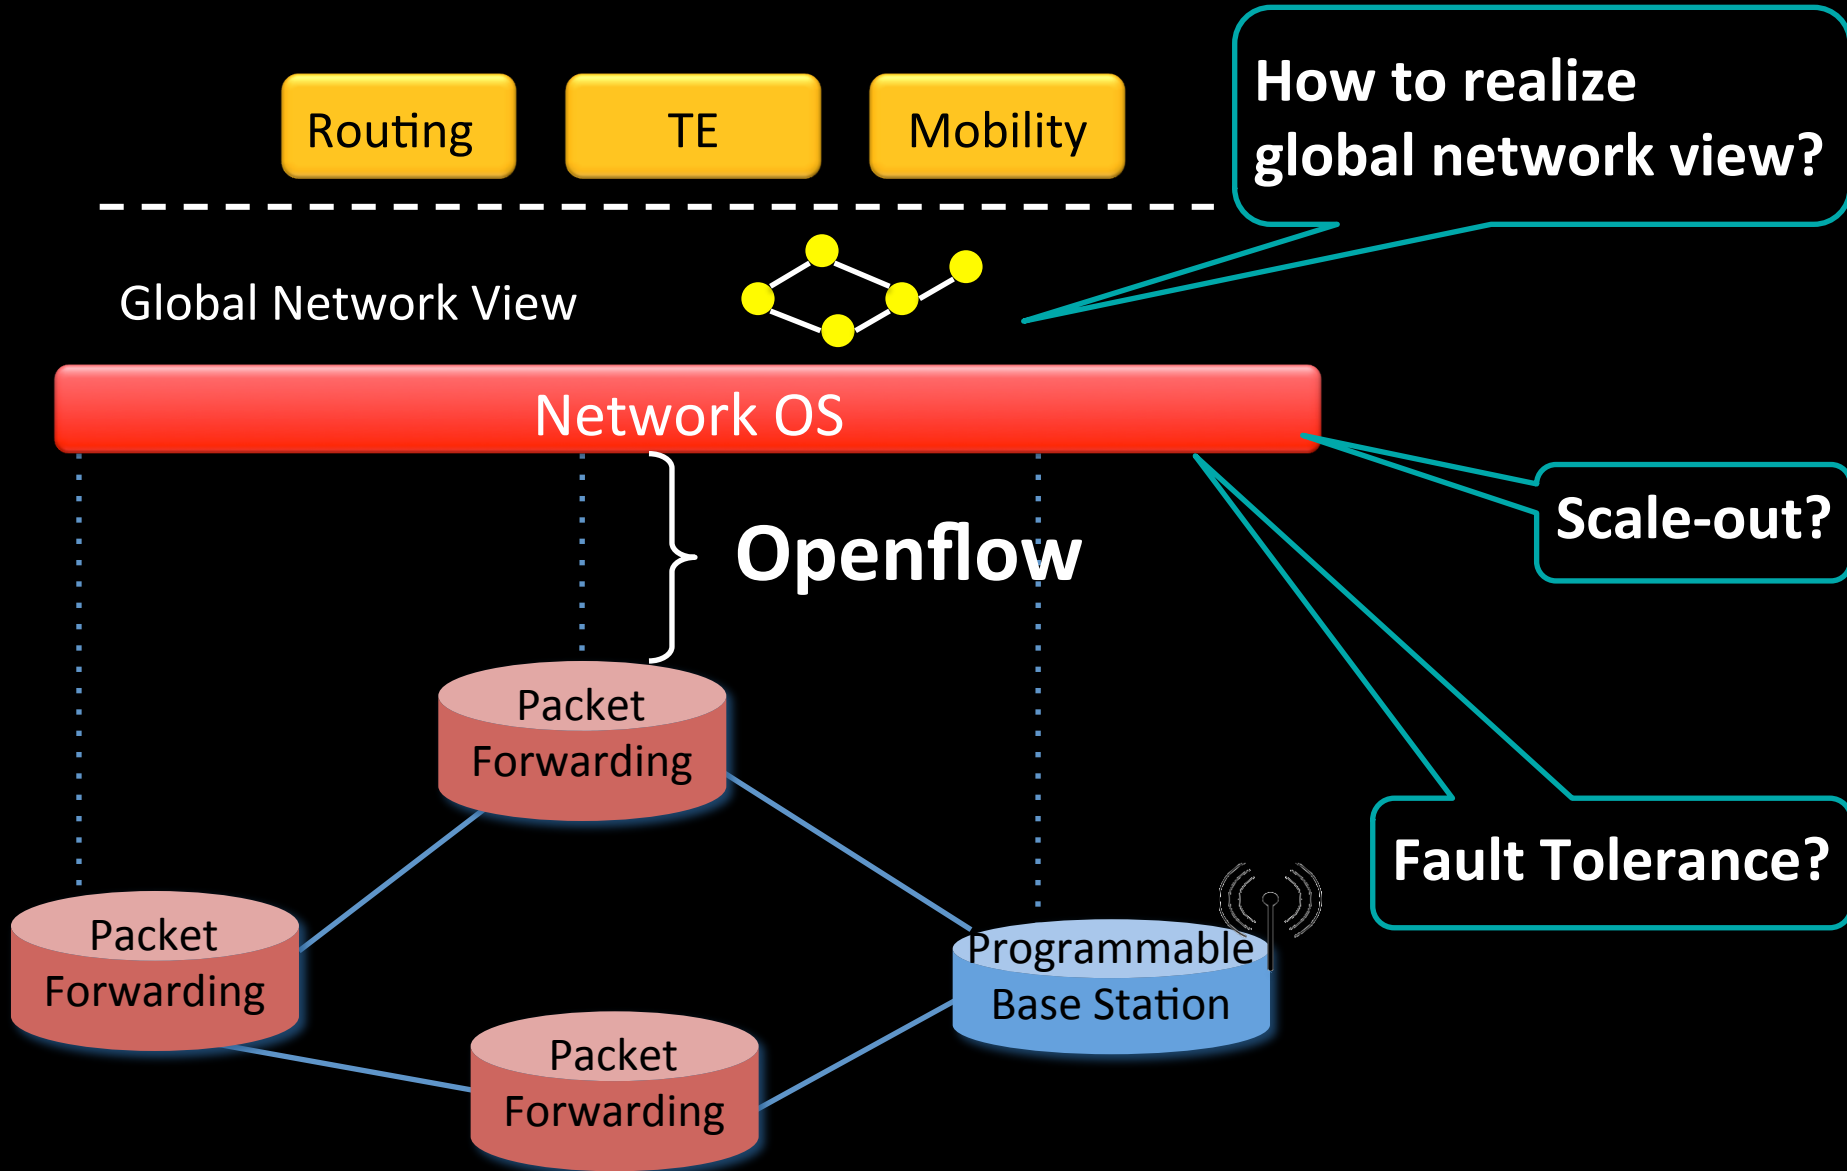 Routing
TE
Mobility
How to realize
global network view?
Global Network View
Network OS
Openflow
Scale-out?
Packet
Forwarding
Fault Tolerance?
Packet
Forwarding
Programmable
Base Station
Packet
Forwarding